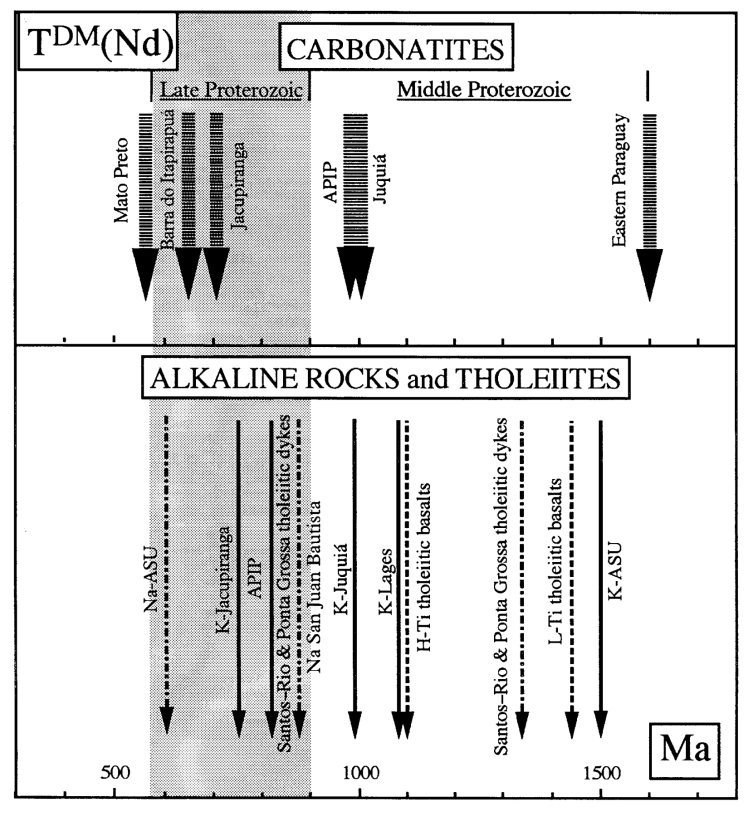 TDM(Nd)
CARBONATITES
Late Proterozoic
Middle Proterozoic
Mato Preto
Barra do Itapirapuá
Jacupiranga
APIP
Juquiá
Eastern Paraguay
ALKALINE ROCKS and THOLEIITES
Na-ASU
K-Jacupiranga
APIP
Santos–Rio & Ponta Grossa tholeiitic dykes
Na San Juan Bautista
K-Juquiá
K-Lages
H-Ti tholeiitic basalts
Santos–Rio & Ponta Grossa tholeiitic dykes
L-Ti tholeiitic basalts
K-ASU
Ma
500
1000
1500